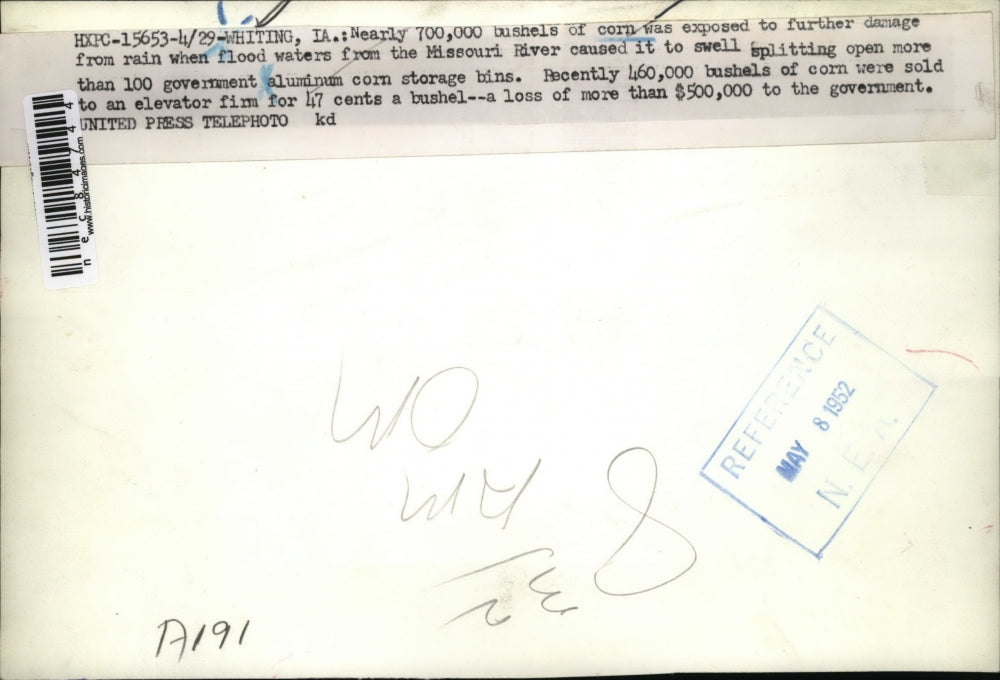 HXPC-15653-4/29-WHITING, IA.:Nearly 700,000 bushels of corn was exposed to further damage
from rain when flood waters from the Missouri River caused it to swell splitting open more
than 100 government aluminum corn storage bins. Recently 460,000 bushels of corn were sold
to an elevator firm for 47 cents a bushel--a loss of more than $500,000 to the government.
UNITED PRESS TELEPHOTO kd
www.historicimages.com
REFERENCE
MAY 8 1952
N. E. A.
A191